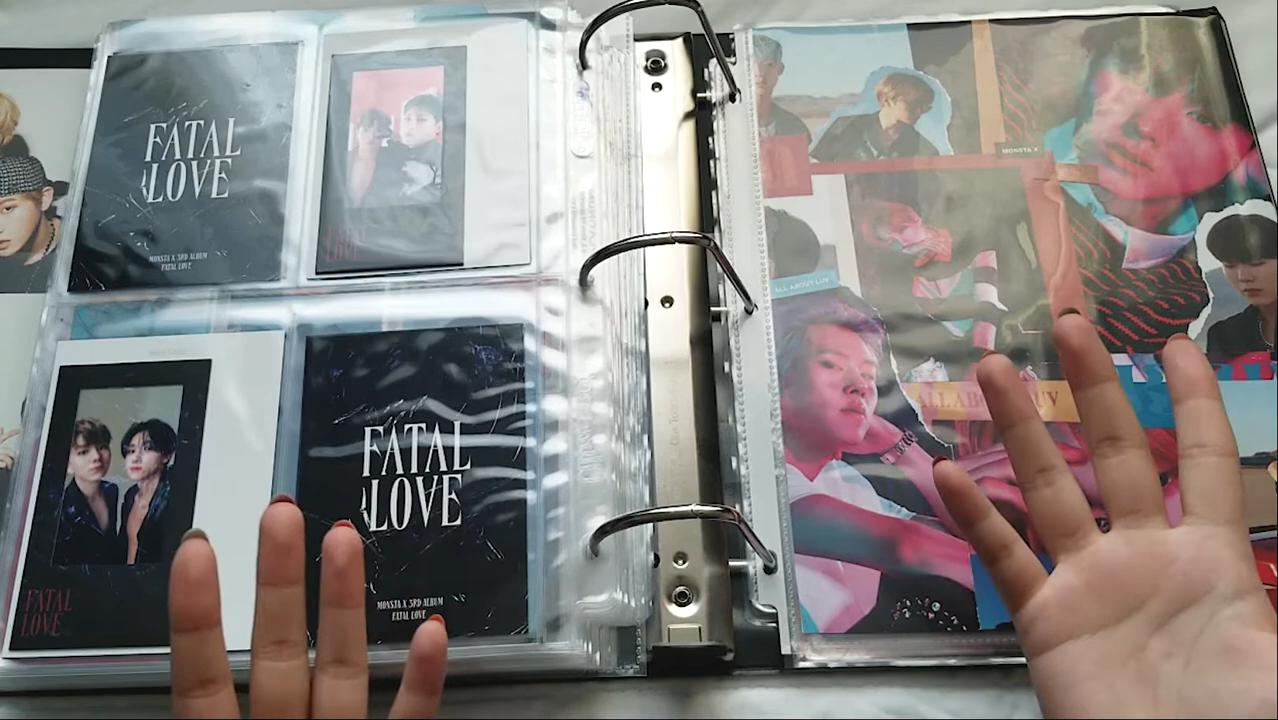 FATAL
LOVE
MONSTA X 3RD ALBUM
FATAL LOVE
FATAL
LOVE
FATAL
LOVE
MONSTA X 3RD ALBUM
FATAL LOVE
MONSTA X
ALL ABOUT LUV
ALL ABOUT LUV